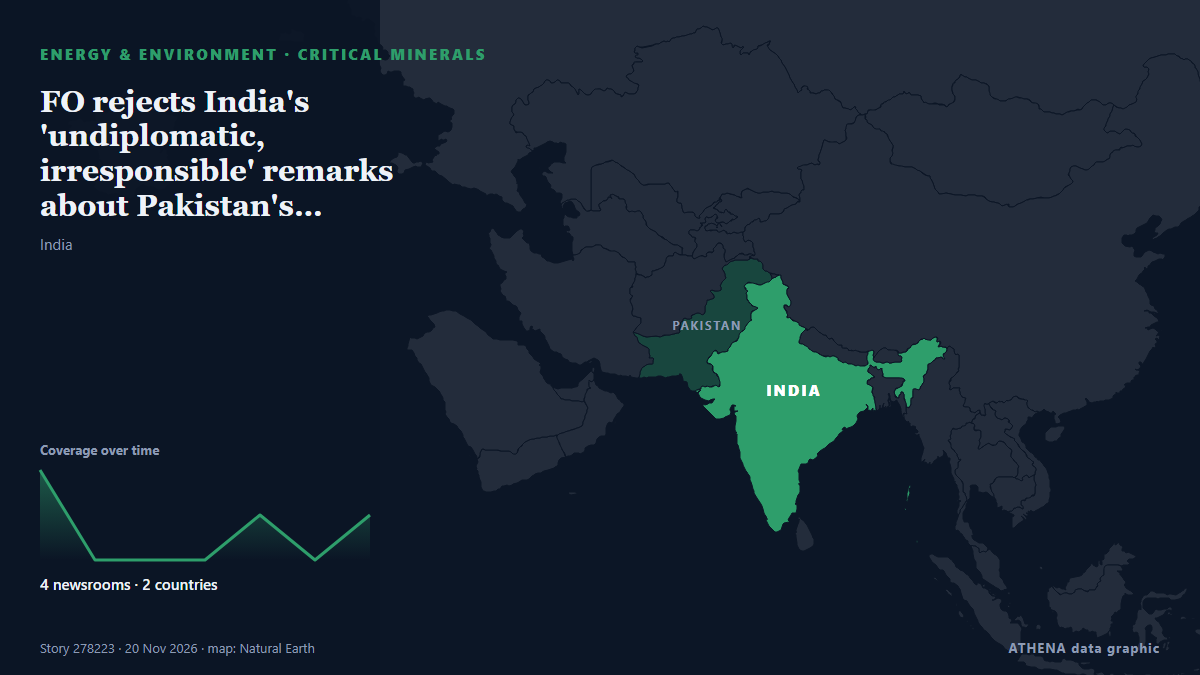 ENERGY & ENVIRONMENT · CRITICAL MINERALS
FO rejects India's
'undiplomatic,
irresponsible' remarks
about Pakistan's...
India
PAKISTAN
INDIA
Coverage over time
4 newsrooms · 2 countries
Story 278223 · 20 Nov 2026 · map: Natural Earth
ATHENA data graphic